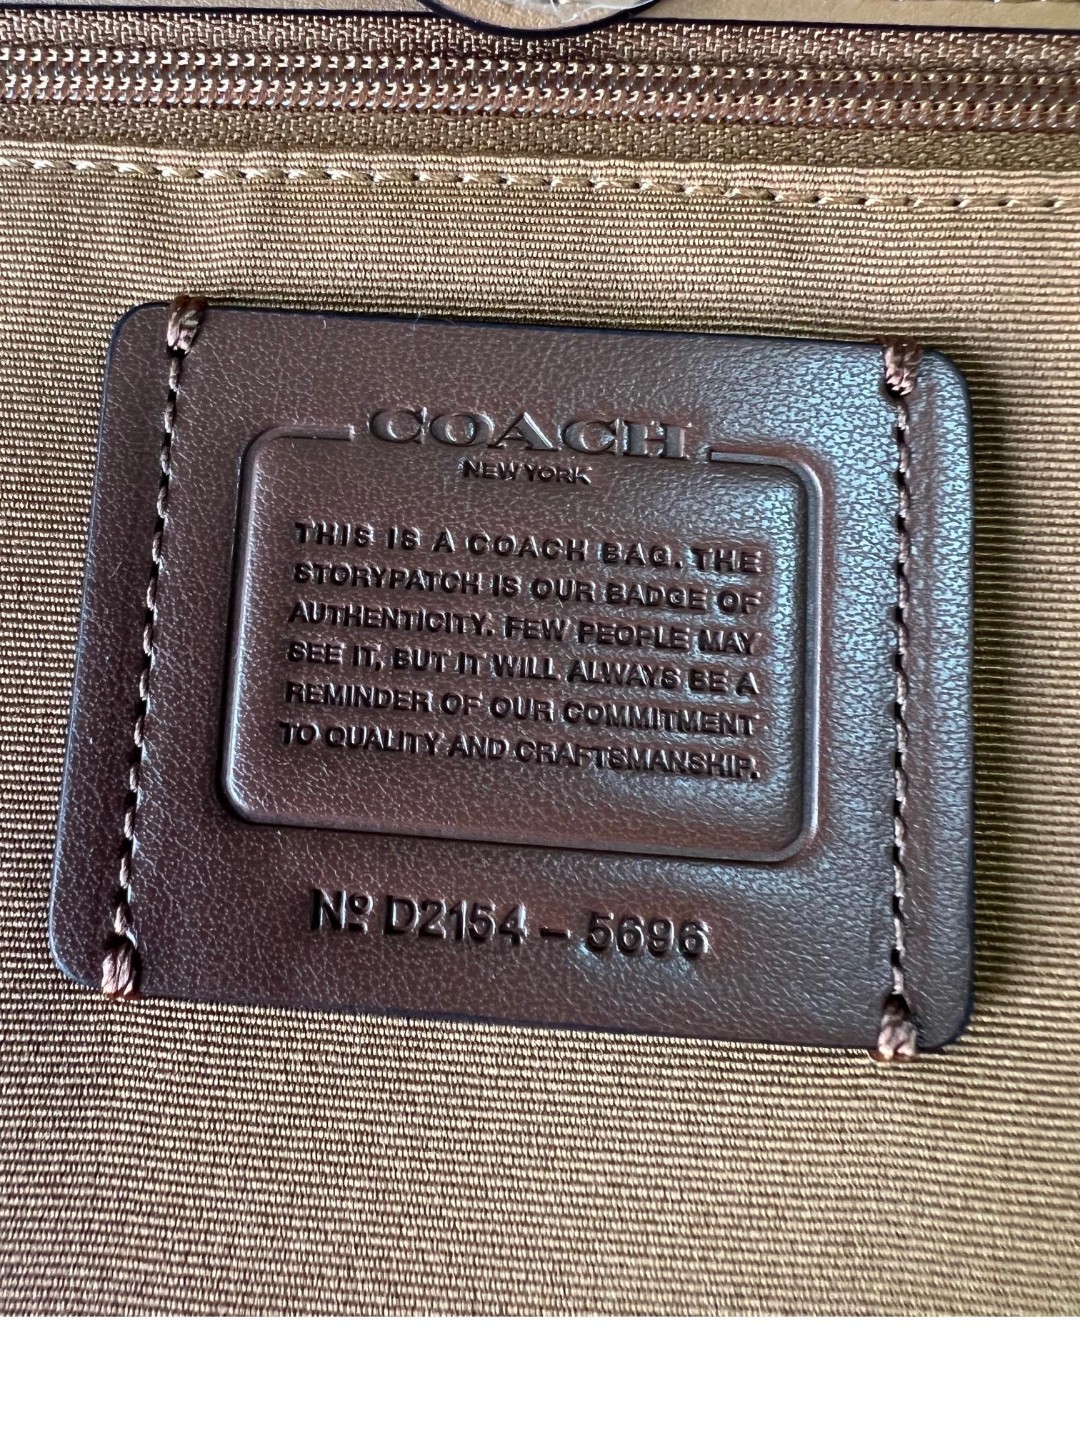 COACH
NEW YORK
THIS IS A COACH BAG. THE
STORYPATCH IS OUR BADGE OF
AUTHENTICITY. FEW PEOPLE MAY
SEE IT, BUT IT WILL ALWAYS BE A
REMINDER OF OUR COMMITMENT
TO QUALITY AND CRAFTSMANSHIP.
Nº D2154 - 5696